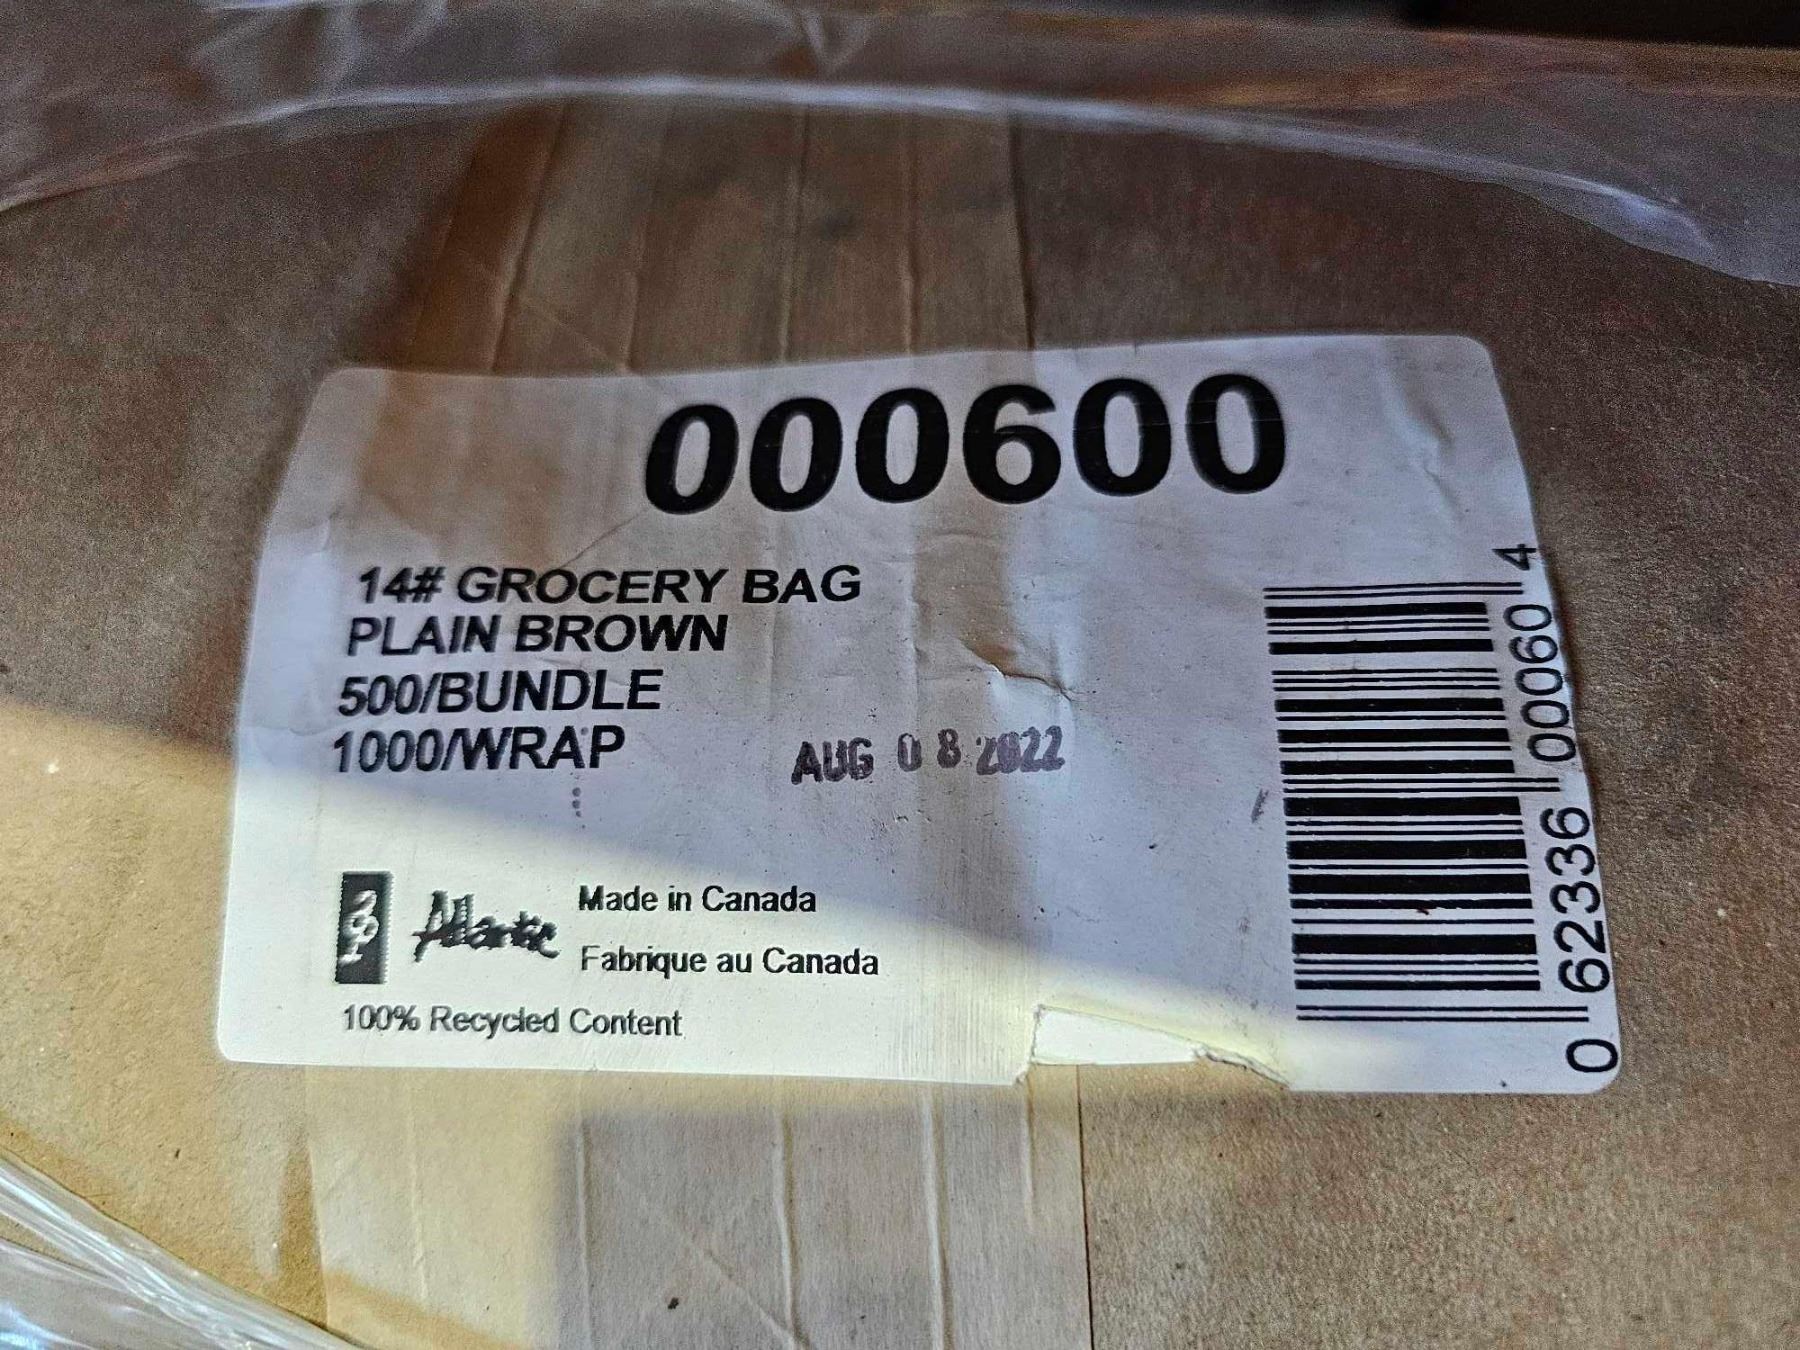 000600
14# GROCERY BAG
PLAIN BROWN
500/BUNDLE
1000/WRAP
AUG 08 2022
Atlantic
Made in Canada
Fabrique au Canada
100% Recycled Content
0 62336 00060 4